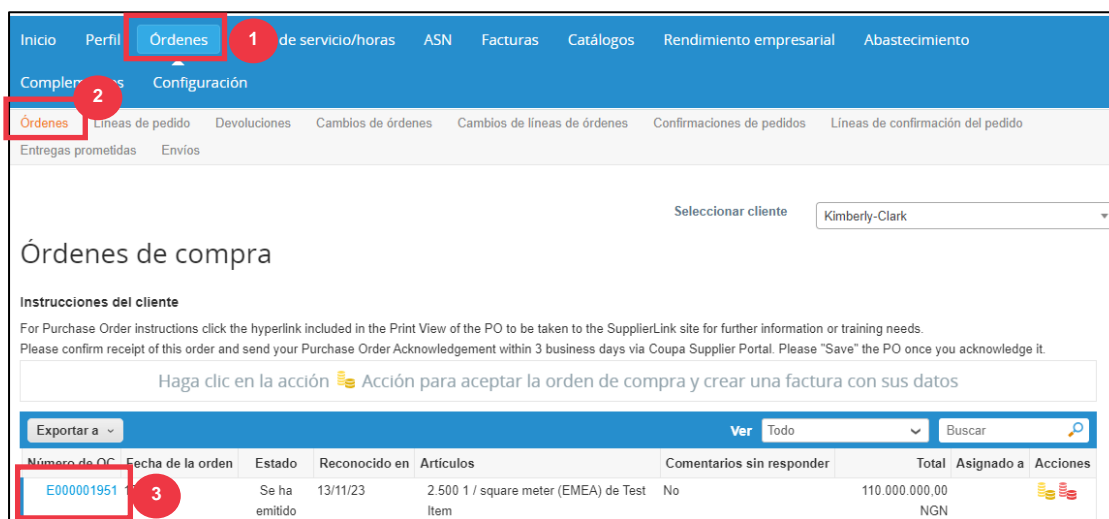 Inicio Perfil Órdenes 1 de servicio/horas ASN Facturas Catálogos Rendimiento empresarial Abastecimiento
Configuración
2
Órdenes Líneas de pedido Devoluciones Cambios de órdenes Cambios de líneas de órdenes Confirmaciones de pedidos Líneas de confirmación del pedido
Entregas prometidas Envíos
Seleccionar cliente Kimberly-Clark
Órdenes de compra
Instrucciones del cliente
For Purchase Order instructions click the hyperlink included in the Print View of the PO to be taken to the SupplierLink site for further information or training needs.
Please confirm receipt of this order and send your Purchase Order Acknowledgement within 3 business days via Coupa Supplier Portal. Please "Save" the PO once you acknowledge it.
Haga clic en la acción Acción para aceptar la orden de compra y crear una factura con sus datos
Exportar a Ver Todo Buscar
Número de OC Fecha de la orden Estado Reconocido en Artículos Comentarios sin responder Total Asignado a Acciones
E000001951 3 Se ha 13/11/23 2.500 1 / square meter (EMEA) de Test No 110.000.000,00
emitido Item NGN